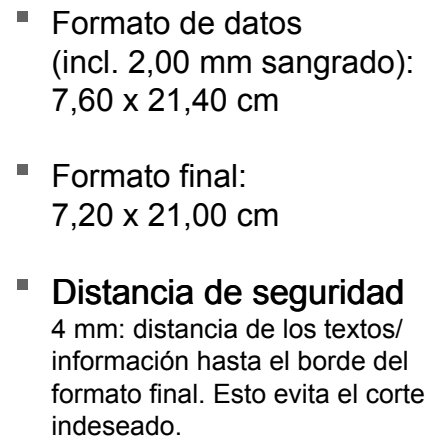 Formato de datos
(incl. 2,00 mm sangrado):
7,60 x 21,40 cm
Formato final:
7,20 x 21,00 cm
Distancia de seguridad
4 mm: distancia de los textos/
información hasta el borde del
formato final. Esto evita el corte
indeseado.